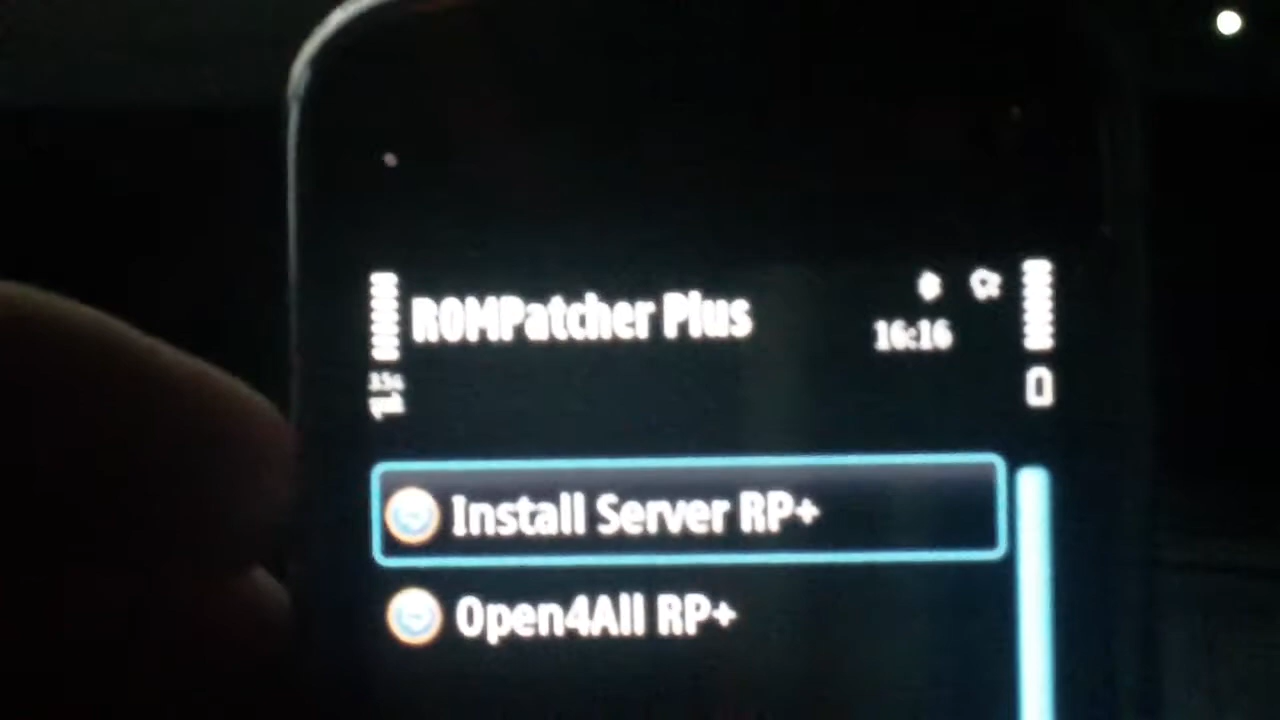 ROMPatcher Plus
16:16
Install Server RP+
Open4All RP+